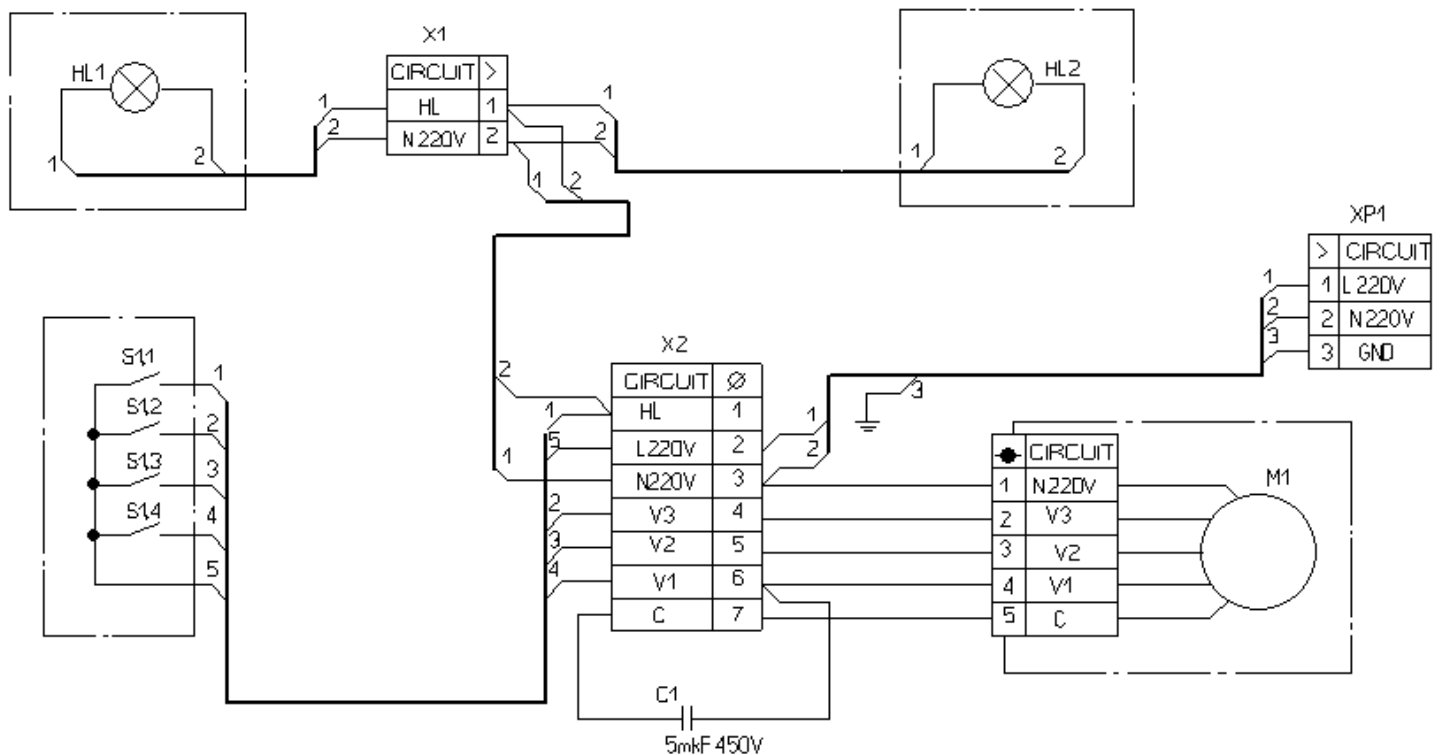 X1
HL1
HL2
CIRCUIT >
1 HL 1 1
2 N220V 2 2
1 2
1 2
1 2
XP1
> CIRCUIT
1 1 L220V
2 2 N220V
3 3 GND
X2
S1,1 1
S1,2 2
S1,3 3
S1,4 4
5
CIRCUIT Ø
2
1 HL 1 1
5 L220V 2 2
1 N220V 3
2 V3 4
3 V2 5
4 V1 6
C 7
3
CIRCUIT
1 N220V
2 V3
3 V2
4 V1
5 C
M1
C1
5mkF 450V